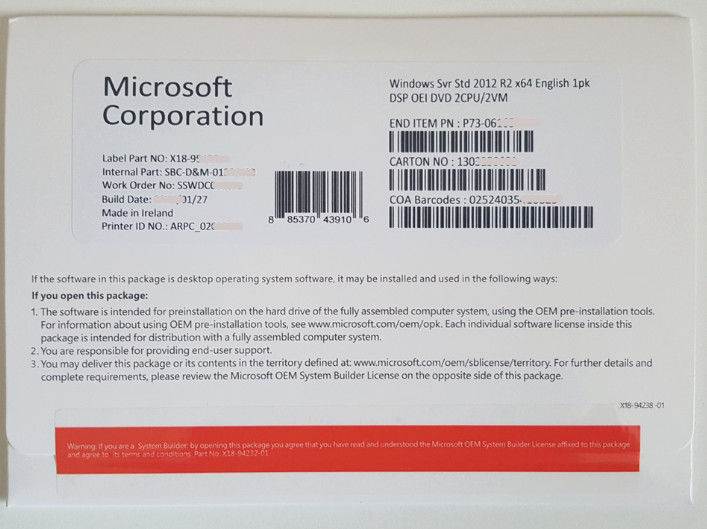 Microsoft
Corporation
Label Part NO: X18-95
Internal Part: SBC-D&M-01
Work Order No: SSWDC
Build Date: 01/27
Made in Ireland
Printer ID NO.: ARPC_02
8 85370 43910 6
Windows Svr Std 2012 R2 x64 English 1pk
DSP OEI DVD 2CPU/2VM
END ITEM PN : P73-06
CARTON NO : 130
COA Barcodes : 02524035-
If the software in this package is desktop operating system software, it may be installed and used in the following ways:
If you open this package:
1. The software is intended for preinstallation on the hard drive of the fully assembled computer system, using the OEM pre-installation tools.
For information about using OEM pre-installation tools, see www.microsoft.com/oem/opk. Each individual software license inside this
package is intended for distribution with a fully assembled computer system.
2. You are responsible for providing end-user support.
3. You may deliver this package or its contents in the territory defined at: www.microsoft.com/oem/sblicense/territory. For further details and
complete requirements, please review the Microsoft OEM System Builder License on the opposite side of this package.
X18-94238 -01
Warning: If you are a System Builder: by opening this package you agree that you have read and understood the Microsoft OEM System Builder License affixed to this package
and agree to its terms and conditions. Part No: X18-94232-01